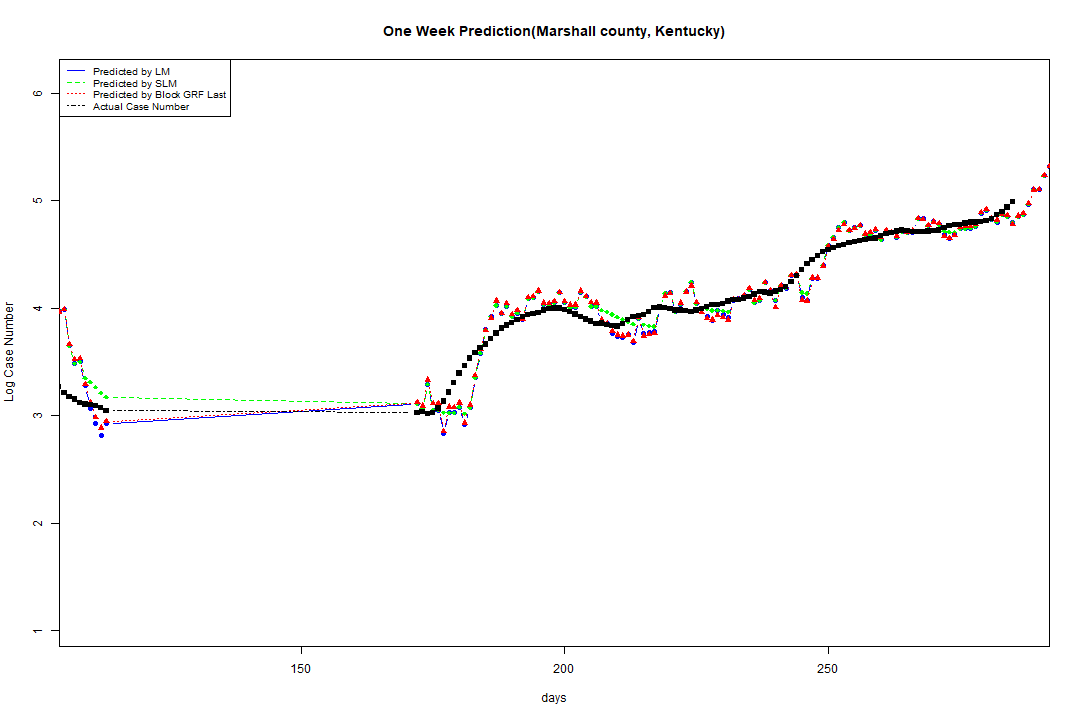 One Week Prediction(Marshall county, Kentucky)
Predicted by LM
Predicted by SLM
Predicted by Block GRF Last
Actual Case Number
6
5
4
3
2
1
Log Case Number
150 200 250
days